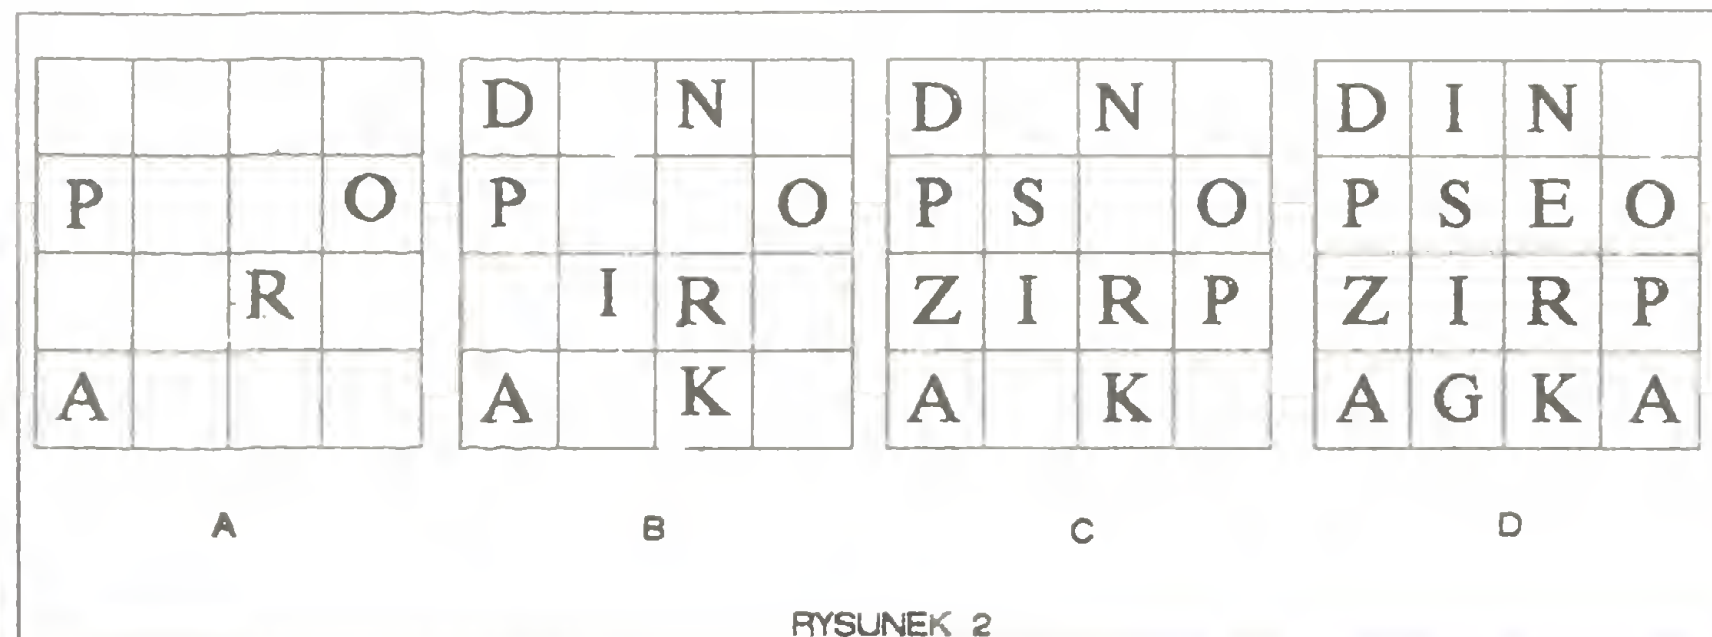 D N D N D I N
P O P O P S O P S E O
R I R Z I R P Z I R P
A A K A K A G K A
A B C D
RYSUNEK 2